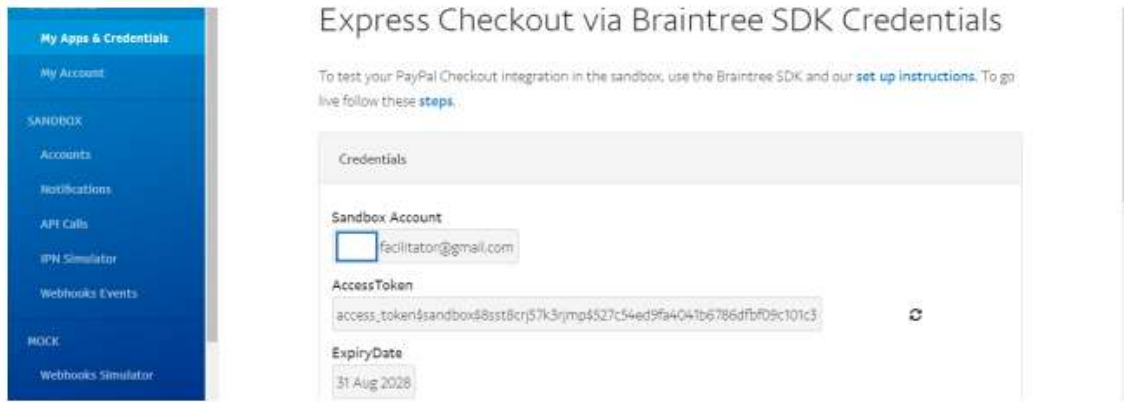 My Apps & Credentials
My Account
SANDBOX
Accounts
Notifications
API Calls
IPN Simulator
Webhooks Events
MOCK
Webhooks Simulator
Express Checkout via Braintree SDK Credentials
To test your PayPal Checkout integration in the sandbox, use the Braintree SDK and our set up instructions. To go
live follow these steps.
Credentials
Sandbox Account
facilitator@gmail.com
AccessToken
access_token$sandbox$8sst8crj57k3rjmp$527c54ed9fa4041b6786dfbf09c101c3
ExpiryDate
31 Aug 2028